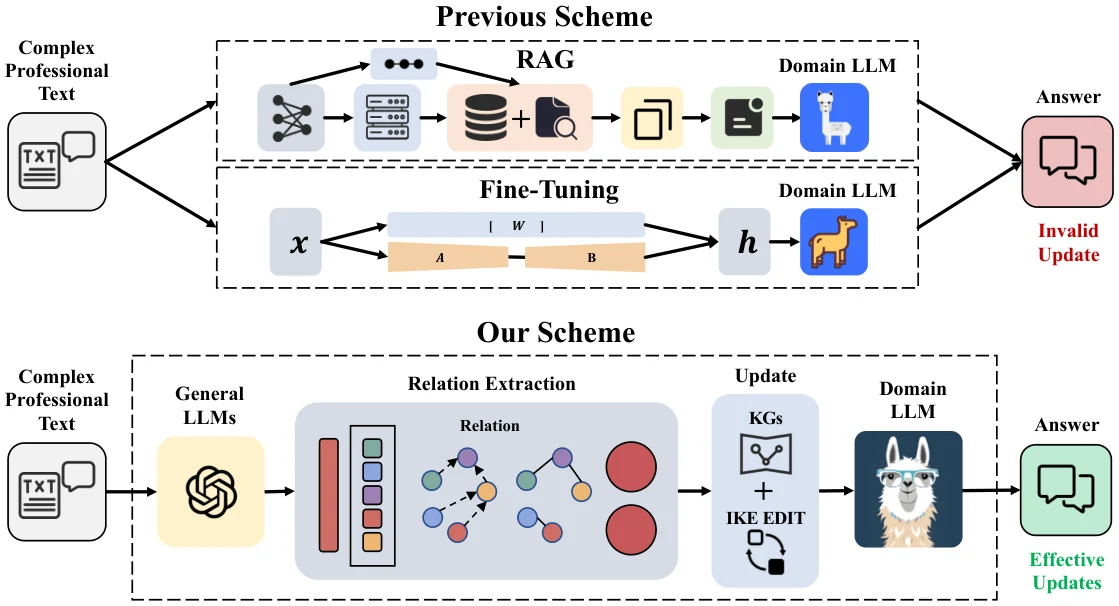 Previous Scheme
Complex
Professional
Text
TXT
RAG
+
Domain LLM
Fine-Tuning
x
[ W ]
A
B
h
Domain LLM
Answer
Invalid
Update
Our Scheme
Complex
Professional
Text
TXT
General
LLMs
Relation Extraction
Relation
Update
KGs
+
IKE EDIT
Domain
LLM
Answer
Effective
Updates